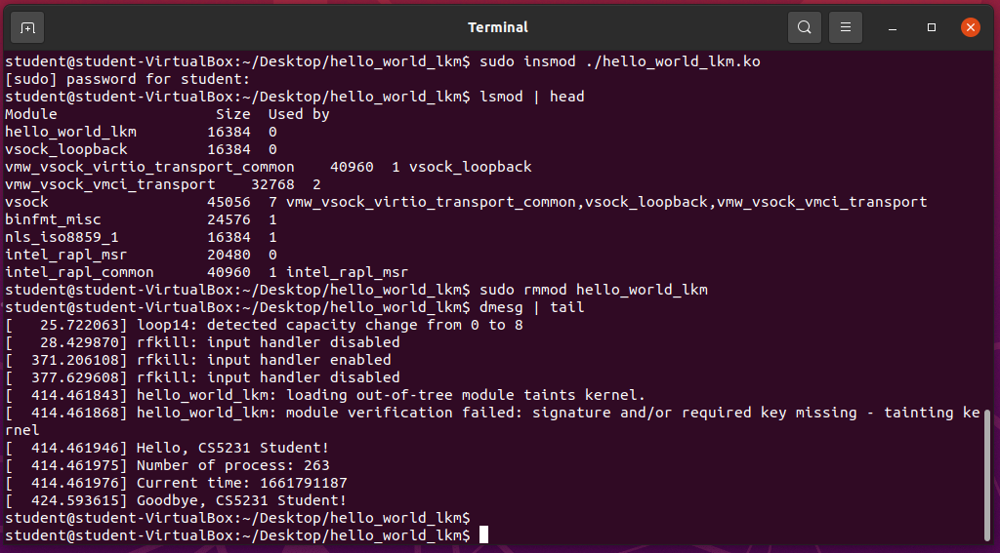 Terminal
student@student-VirtualBox:~/Desktop/hello_world_lkm$ sudo insmod ./hello_world_lkm.ko
[sudo] password for student:
student@student-VirtualBox:~/Desktop/hello_world_lkm$ lsmod | head
Module                  Size  Used by
hello_world_lkm        16384  0
vsock_loopback         16384  0
vmw_vsock_virtio_transport_common    40960  1 vsock_loopback
vmw_vsock_vmci_transport    32768  2
vsock                  45056  7 vmw_vsock_virtio_transport_common,vsock_loopback,vmw_vsock_vmci_transport
binfmt_misc            24576  1
nls_iso8859_1          16384  1
intel_rapl_msr         20480  0
intel_rapl_common      40960  1 intel_rapl_msr
student@student-VirtualBox:~/Desktop/hello_world_lkm$ sudo rmmod hello_world_lkm
student@student-VirtualBox:~/Desktop/hello_world_lkm$ dmesg | tail
[   25.722063] loop14: detected capacity change from 0 to 8
[   28.429870] rfkill: input handler disabled
[  371.206108] rfkill: input handler enabled
[  377.629608] rfkill: input handler disabled
[  414.461843] hello_world_lkm: loading out-of-tree module taints kernel.
[  414.461868] hello_world_lkm: module verification failed: signature and/or required key missing - tainting ke
rnel
[  414.461946] Hello, CS5231 Student!
[  414.461975] Number of process: 263
[  414.461976] Current time: 1661791187
[  424.593615] Goodbye, CS5231 Student!
student@student-VirtualBox:~/Desktop/hello_world_lkm$
student@student-VirtualBox:~/Desktop/hello_world_lkm$